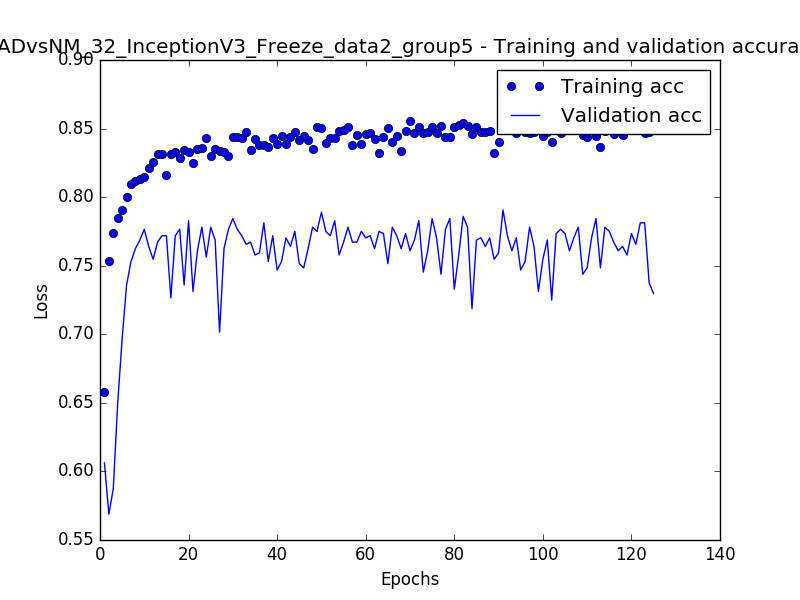 ADvsNM_32_InceptionV3_Freeze_data2_group5 - Training and validation accura
0.90
0.85
0.80
0.75
0.70
0.65
0.60
0.55
Loss
Training acc
Validation acc
0 20 40 60 80 100 120 140
Epochs